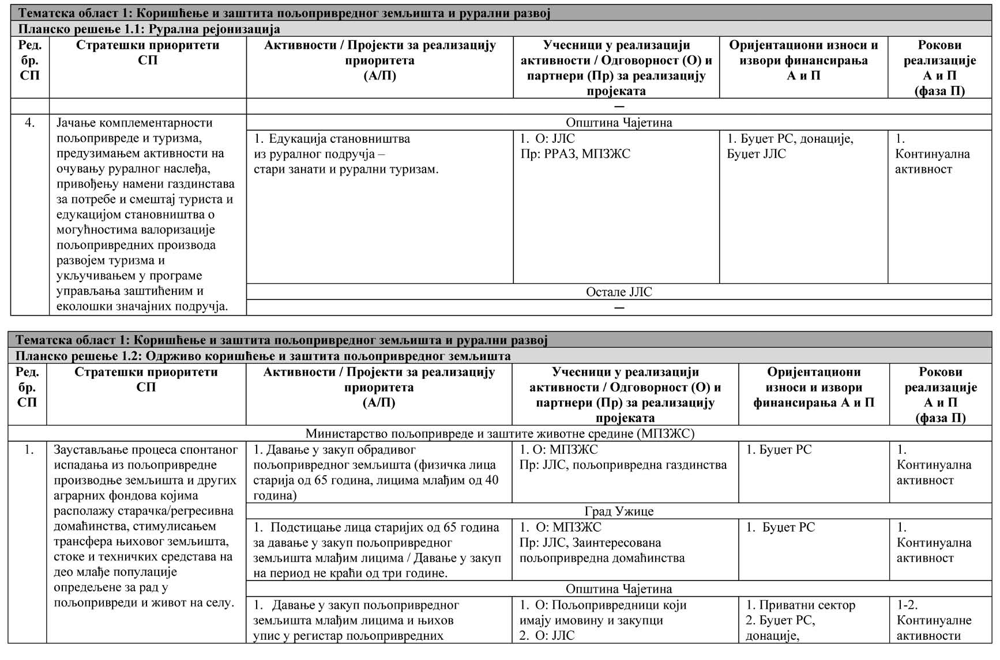 Тематска област 1: Коришћење и заштита пољопривредног земљишта и рурални развој
Планско решење 1.1: Рурална рејонизација
Ред.
бр.
СП
Стратешки приоритети
СП
Активности / Пројекти за реализацију
приоритета
(А/П)
Учесници у реализацији
активности / Одговорност (О) и
партнери (Пр) за реализацију
пројеката
Оријентациони износи и
извори финансирања
А и П
Рокови
реализације
А и П
(фаза П)
—
4.
Јачање комплементарности
пољопривреде и туризма,
предузимањем активности на
очувању руралног наслеђа,
привођењу намени газдинстава
за потребе и смештај туриста и
едукацијом становништва о
могућностима валоризације
пољопривредних производа
развојем туризма и
укључивањем у програме
управљања заштићеним и
еколошки значајних подручја.
Општина Чајетина
1. Едукација становништва
из руралног подручја –
стари занати и рурални туризам.
1. О: ЈЛС
Пр: РРАЗ, МПЗЖС
1. Буџет РС, донације,
Буџет ЈЛС
1.
Континуална
активност
Остале ЈЛС
—
Тематска област 1: Коришћење и заштита пољопривредног земљишта и рурални развој
Планско решење 1.2: Одрживо коришћење и заштита пољопривредног земљишта
Ред.
бр.
СП
Стратешки приоритети
СП
Активности / Пројекти за реализацију
приоритета
(А/П)
Учесници у реализацији
активности / Одговорност (О) и
партнери (Пр) за реализацију
пројеката
Оријентациони
износи и извори
финансирања А и П
Рокови
реализације
А и П
(фаза П)
Министарство пољопривреде и заштите животне средине (МПЗЖС)
1.
Заустављање процеса спонтаног
испадања из пољопривредне
производње земљишта и других
аграрних фондова којима
располажу старачка/регресивна
домаћинства, стимулисањем
трансфера њиховог земљишта,
стоке и техничких средстава на
део млађе популације
опредељене за рад у
пољопривреди и живот на селу.
1. Давање у закуп обрадивог
пољопривредног земљишта (физичка лица
старија од 65 година, лицима млађим од 40
година)
1. О: МПЗЖС
Пр: ЈЛС, пољопривредна газдинства
1. Буџет РС
1.
Континуална
активност
Град Ужице
1. Подстицање лица старијих од 65 година
за давање у закуп пољопривредног
земљишта млађим лицима / Давање у закуп
на период не краћи од три године.
1. О: МПЗЖС
Пр: ЈЛС, Заинтересована
пољопривредна домаћинства
1. Буџет РС
1.
Континуална
активност
Општина Чајетина
1. Давање у закуп пољопривредног
земљишта млађим лицима и њихов
упис у регистар пољопривредних
1. О: Пољопривредници који
имају имовину и закупци
2. О: ЈЛС
1. Приватни сектор
2. Буџет РС,
донације,
1-2.
Континуалне
активности